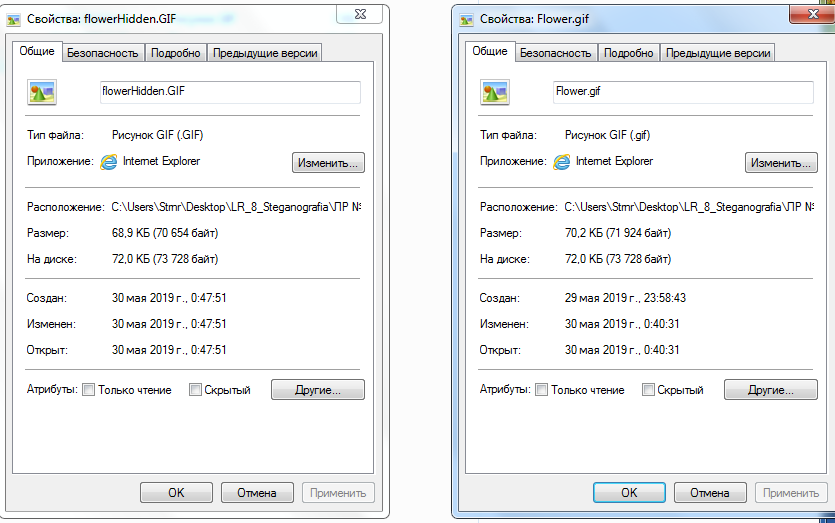 Свойства: flowerHidden.GIF
Общие Безопасность Подробно Предыдущие версии
flowerHidden.GIF
Тип файла: Рисунок GIF (.GIF)
Приложение: Internet Explorer Изменить...
Расположение: C:\Users\Stmr\Desktop\LR_8_Steganografia\ПР №
Размер: 68,9 КБ (70 654 байт)
На диске: 72,0 КБ (73 728 байт)
Создан: 30 мая 2019 г., 0:47:51
Изменен: 30 мая 2019 г., 0:47:51
Открыт: 30 мая 2019 г., 0:47:51
Атрибуты: Только чтение Скрытый Другие...
OK Отмена Применить
Свойства: Flower.gif
Общие Безопасность Подробно Предыдущие версии
Flower.gif
Тип файла: Рисунок GIF (.gif)
Приложение: Internet Explorer Изменить...
Расположение: C:\Users\Stmr\Desktop\LR_8_Steganografia\ПР №
Размер: 70,2 КБ (71 924 байт)
На диске: 72,0 КБ (73 728 байт)
Создан: 29 мая 2019 г., 23:58:43
Изменен: 30 мая 2019 г., 0:40:31
Открыт: 30 мая 2019 г., 0:40:31
Атрибуты: Только чтение Скрытый Другие...
OK Отмена Применить